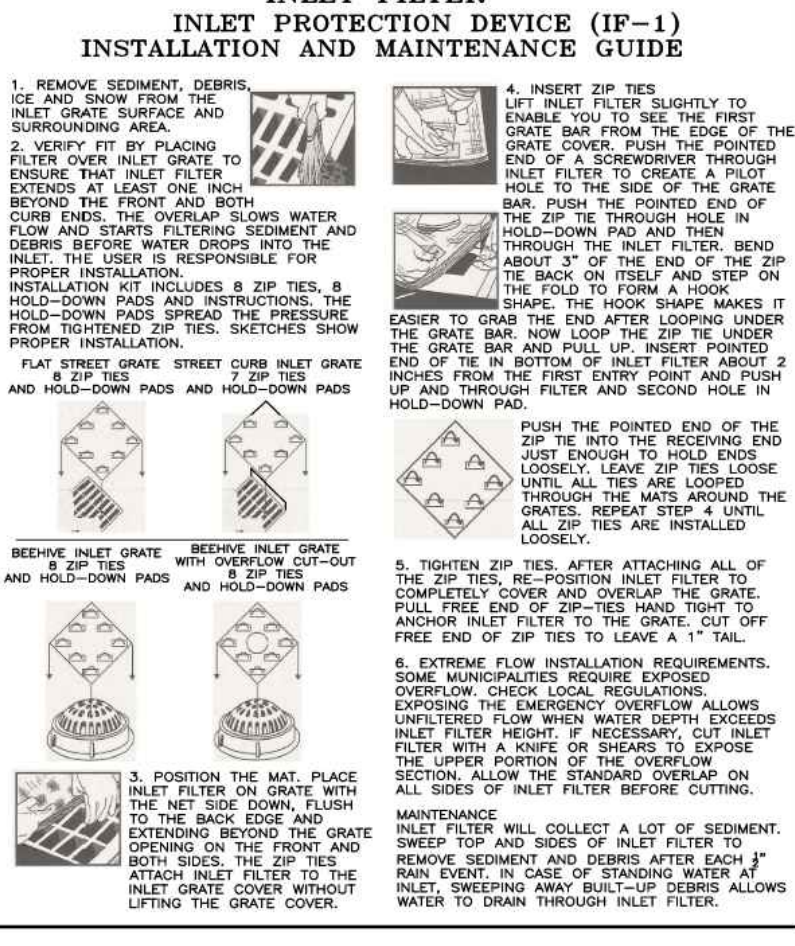 INLET FILTER
INLET PROTECTION DEVICE (IF-1)
INSTALLATION AND MAINTENANCE GUIDE
1. REMOVE SEDIMENT, DEBRIS,
ICE AND SNOW FROM THE
INLET GRATE SURFACE AND
SURROUNDING AREA.
2. VERIFY FIT BY PLACING
FILTER OVER INLET GRATE TO
ENSURE THAT INLET FILTER
EXTENDS AT LEAST ONE INCH
BEYOND THE FRONT AND BOTH
CURB ENDS. THE OVERLAP SLOWS WATER
FLOW AND STARTS FILTERING SEDIMENT AND
DEBRIS BEFORE WATER DROPS INTO THE
INLET. THE USER IS RESPONSIBLE FOR
PROPER INSTALLATION.
INSTALLATION KIT INCLUDES 8 ZIP TIES, 8
HOLD-DOWN PADS AND INSTRUCTIONS. THE
HOLD-DOWN PADS SPREAD THE PRESSURE
FROM TIGHTENED ZIP TIES. SKETCHES SHOW
PROPER INSTALLATION.
FLAT STREET GRATE
8 ZIP TIES
AND HOLD-DOWN PADS
STREET CURB INLET GRATE
7 ZIP TIES
AND HOLD-DOWN PADS
BEEHIVE INLET GRATE
8 ZIP TIES
AND HOLD-DOWN PADS
BEEHIVE INLET GRATE
WITH OVERFLOW CUT-OUT
8 ZIP TIES
AND HOLD-DOWN PADS
3. POSITION THE MAT. PLACE
INLET FILTER ON GRATE WITH
THE NET SIDE DOWN, FLUSH
TO THE BACK EDGE AND
EXTENDING BEYOND THE GRATE
OPENING ON THE FRONT AND
BOTH SIDES. THE ZIP TIES
ATTACH INLET FILTER TO THE
INLET GRATE COVER WITHOUT
LIFTING THE GRATE COVER.
4. INSERT ZIP TIES
LIFT INLET FILTER SLIGHTLY TO
ENABLE YOU TO SEE THE FIRST
GRATE BAR FROM THE EDGE OF THE
GRATE COVER. PUSH THE POINTED
END OF A SCREWDRIVER THROUGH
INLET FILTER TO CREATE A PILOT
HOLE TO THE SIDE OF THE GRATE
BAR. PUSH THE POINTED END OF
THE ZIP TIE THROUGH HOLE IN
HOLD-DOWN PAD AND THEN
THROUGH THE INLET FILTER. BEND
ABOUT 3" OF THE END OF THE ZIP
TIE BACK ON ITSELF AND STEP ON
THE FOLD TO FORM A HOOK
SHAPE. THE HOOK SHAPE MAKES IT
EASIER TO GRAB THE END AFTER LOOPING UNDER
THE GRATE BAR. NOW LOOP THE ZIP TIE UNDER
THE GRATE BAR AND PULL UP. INSERT POINTED
END OF TIE IN BOTTOM OF INLET FILTER ABOUT 2
INCHES FROM THE FIRST ENTRY POINT AND PUSH
UP AND THROUGH FILTER AND SECOND HOLE IN
HOLD-DOWN PAD.
PUSH THE POINTED END OF THE
ZIP TIE INTO THE RECEIVING END
JUST ENOUGH TO HOLD ENDS
LOOSELY. LEAVE ZIP TIES LOOSE
UNTIL ALL TIES ARE LOOPED
THROUGH THE MATS AROUND THE
GRATES. REPEAT STEP 4 UNTIL
ALL ZIP TIES ARE INSTALLED
LOOSELY.
5. TIGHTEN ZIP TIES. AFTER ATTACHING ALL OF
THE ZIP TIES, RE-POSITION INLET FILTER TO
COMPLETELY COVER AND OVERLAP THE GRATE.
PULL FREE END OF ZIP-TIES HAND TIGHT TO
ANCHOR INLET FILTER TO THE GRATE. CUT OFF
FREE END OF ZIP TIES TO LEAVE A 1" TAIL.
6. EXTREME FLOW INSTALLATION REQUIREMENTS.
SOME MUNICIPALITIES REQUIRE EXPOSED
OVERFLOW. CHECK LOCAL REGULATIONS.
EXPOSING THE EMERGENCY OVERFLOW ALLOWS
UNFILTERED FLOW WHEN WATER DEPTH EXCEEDS
INLET FILTER HEIGHT. IF NECESSARY, CUT INLET
FILTER WITH A KNIFE OR SHEARS TO EXPOSE
THE UPPER PORTION OF THE OVERFLOW
SECTION. ALLOW THE STANDARD OVERLAP ON
ALL SIDES OF INLET FILTER BEFORE CUTTING.
MAINTENANCE
INLET FILTER WILL COLLECT A LOT OF SEDIMENT.
SWEEP TOP AND SIDES OF INLET FILTER TO
REMOVE SEDIMENT AND DEBRIS AFTER EACH ½"
RAIN EVENT. IN CASE OF STANDING WATER AT
INLET, SWEEPING AWAY BUILT-UP DEBRIS ALLOWS
WATER TO DRAIN THROUGH INLET FILTER.